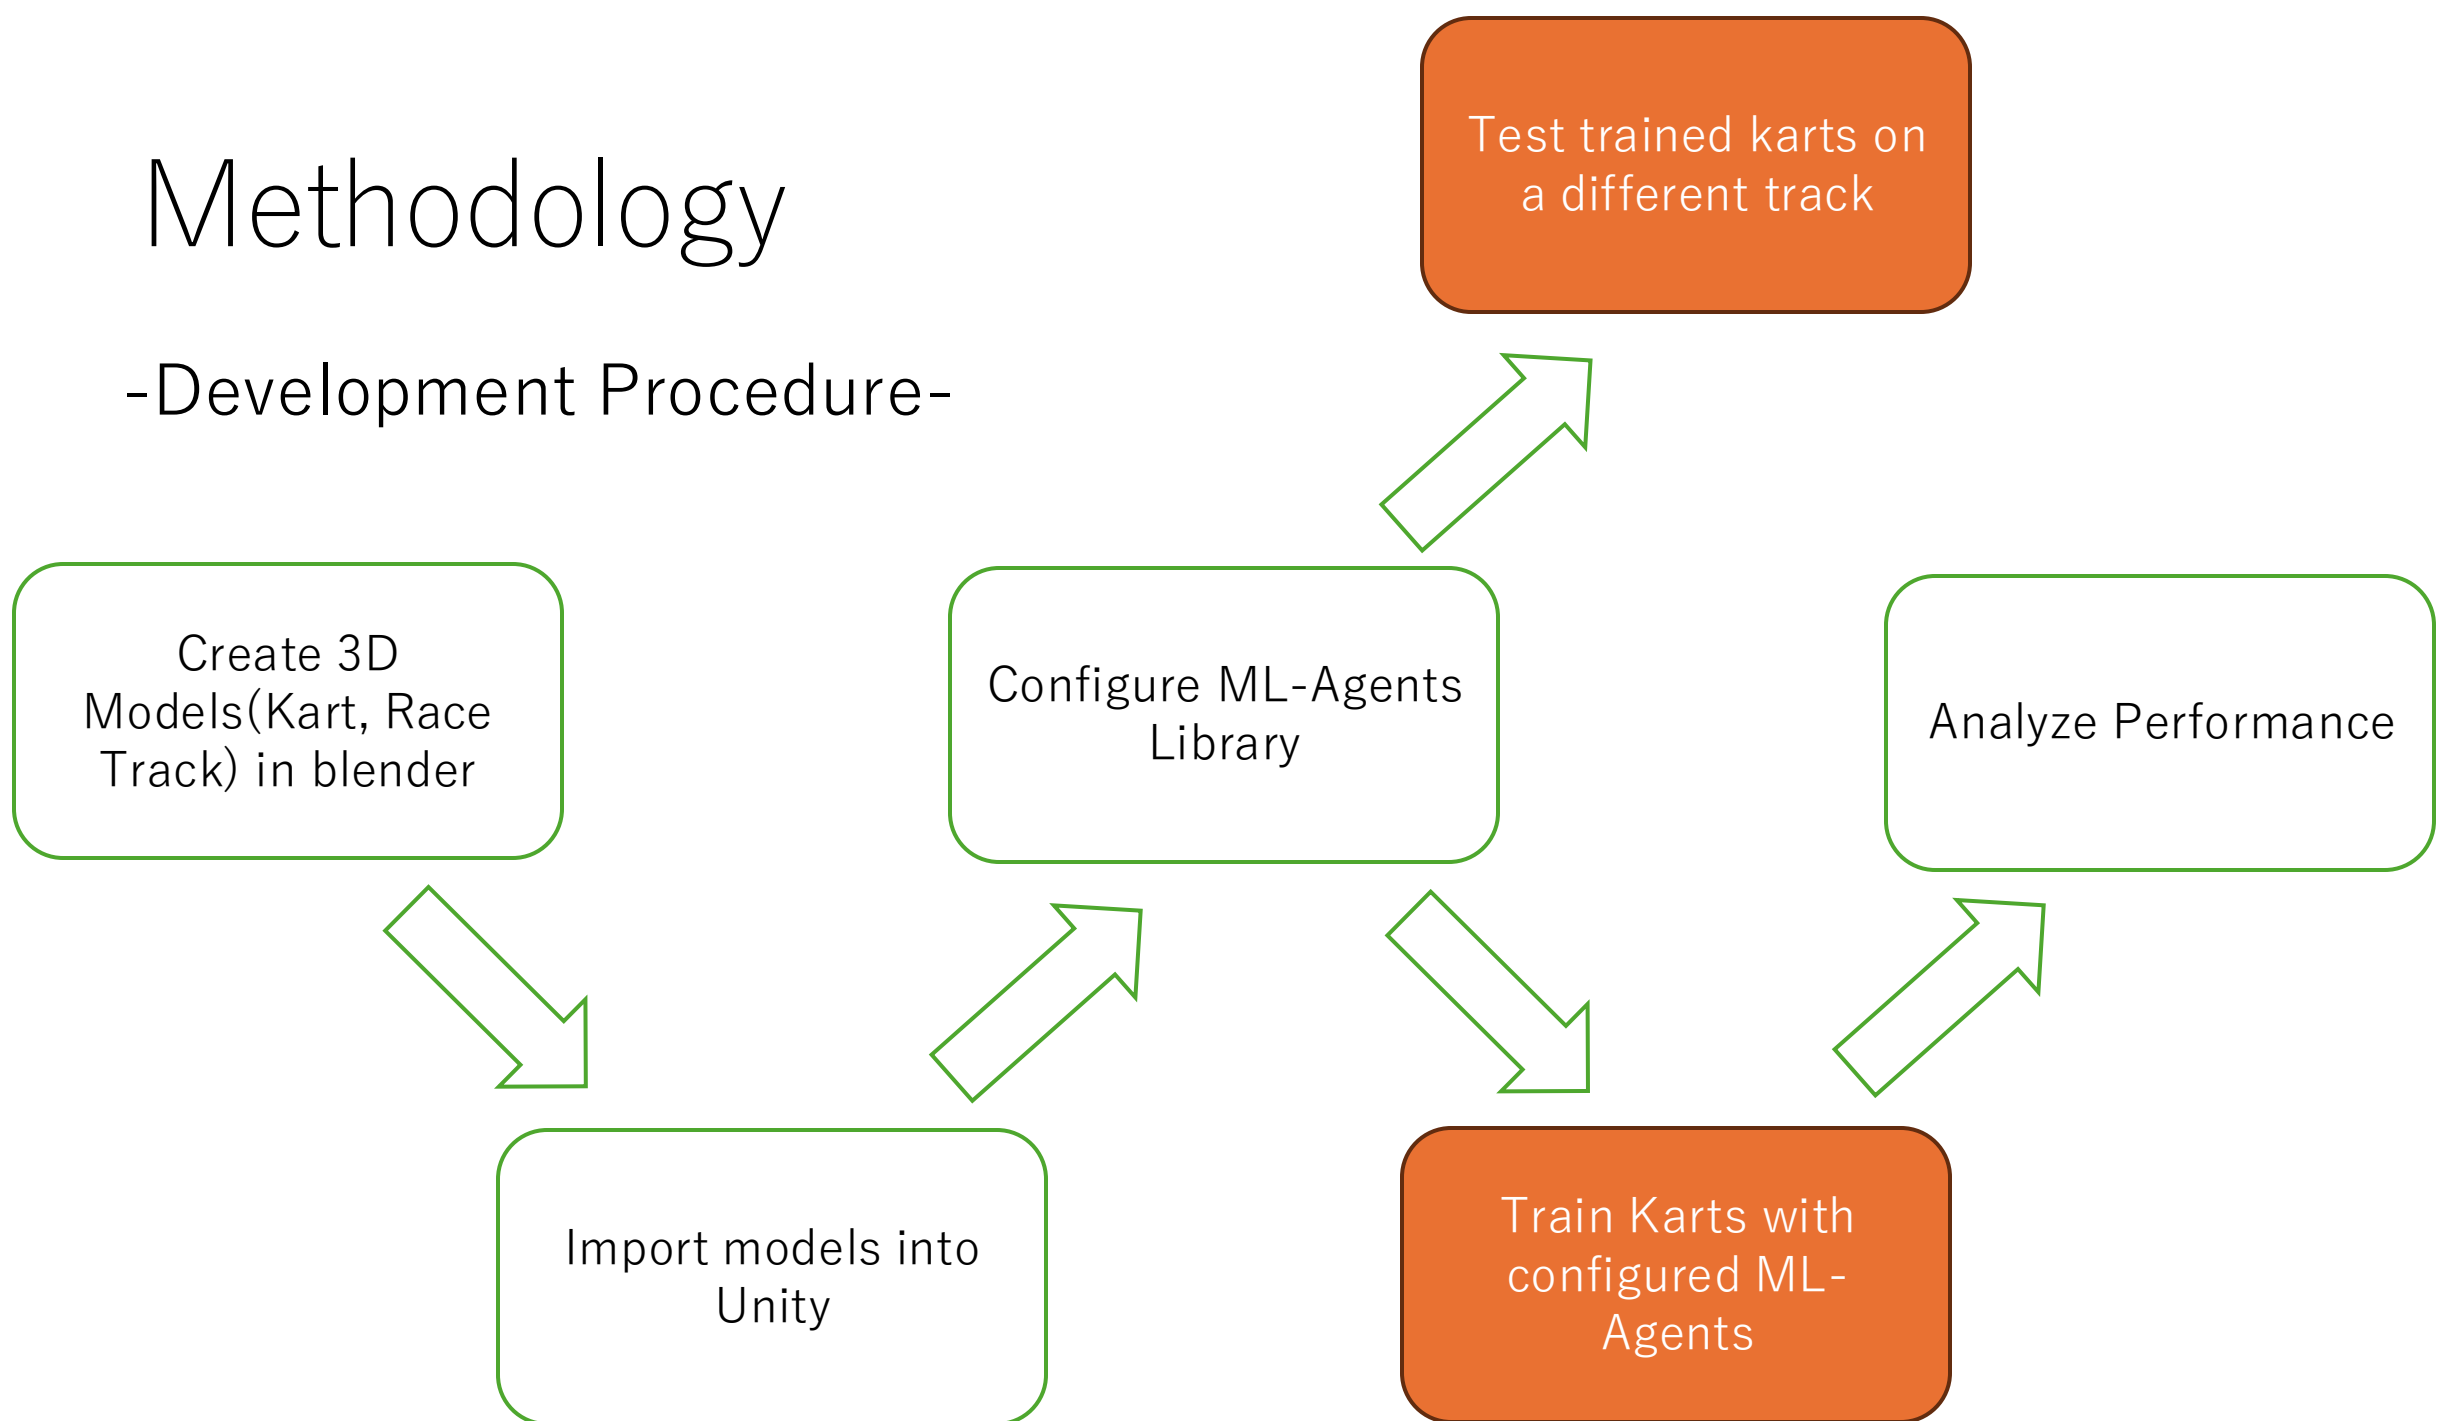 Methodology
-Development Procedure-
Test trained karts on
a different track
Create 3D
Models(Kart, Race
Track) in blender
Configure ML-Agents
Library
Analyze Performance
Import models into
Unity
Train Karts with
configured ML-
Agents